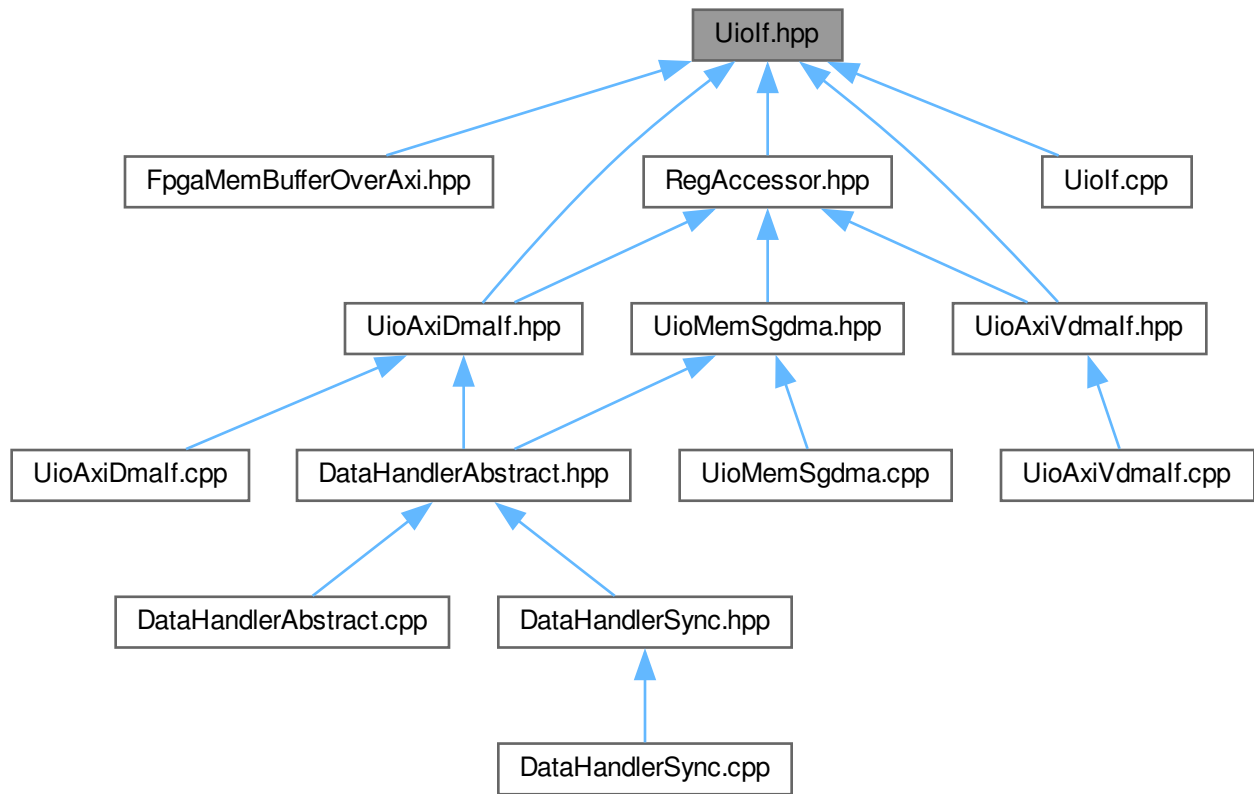 UioIf.hpp
FpgaMemBufferOverAxi.hpp
RegAccessor.hpp
UioIf.cpp
UioAxiDmaIf.hpp
UioMemSgdma.hpp
UioAxiVdmaIf.hpp
UioAxiDmaIf.cpp
DataHandlerAbstract.hpp
UioMemSgdma.cpp
UioAxiVdmaIf.cpp
DataHandlerAbstract.cpp
DataHandlerSync.hpp
DataHandlerSync.cpp